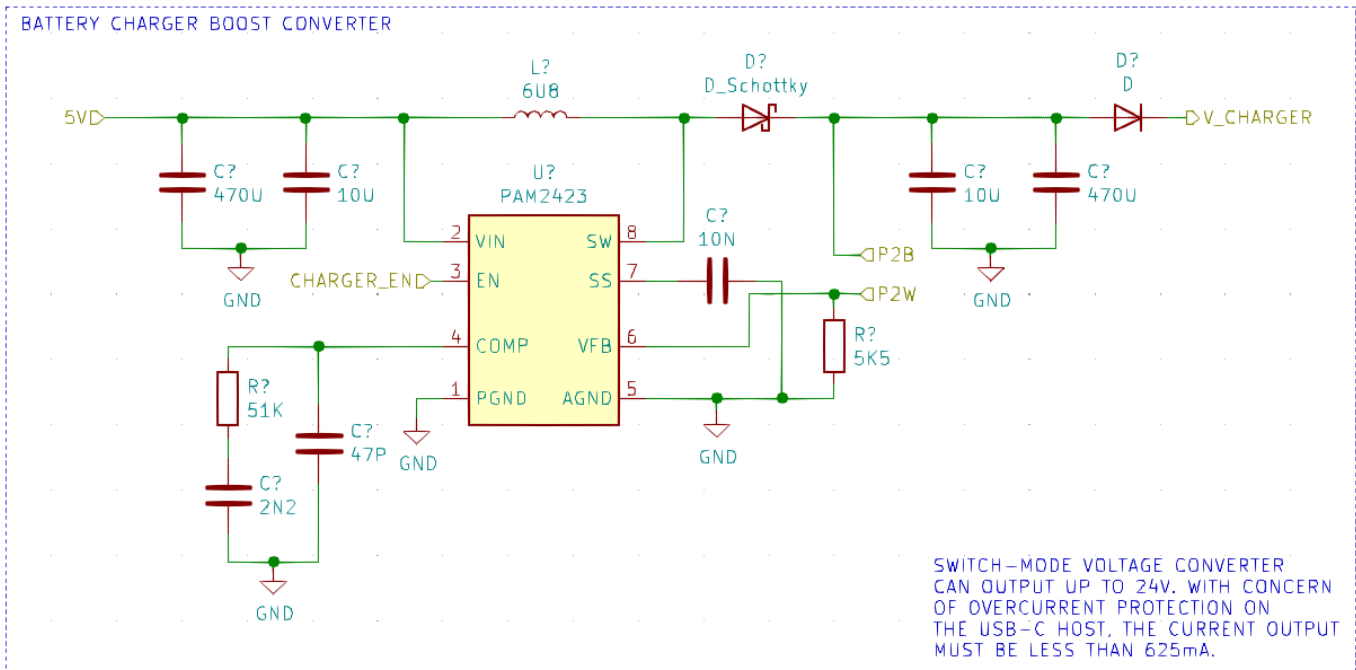 BATTERY CHARGER BOOST CONVERTER
5V
C?
470U
C?
10U
GND
L?
6U8
D?
D_Schottky
D?
D
V_CHARGER
C?
10U
C?
470U
GND
U?
PAM2423
2 VIN
3 EN
4 COMP
1 PGND
SW 8
SS 7
VFB 6
AGND 5
CHARGER_EN
C?
10N
P2B
P2W
R?
5K5
GND
GND
R?
51K
C?
47P
C?
2N2
GND
SWITCH-MODE VOLTAGE CONVERTER
CAN OUTPUT UP TO 24V. WITH CONCERN
OF OVERCURRENT PROTECTION ON
THE USB-C HOST, THE CURRENT OUTPUT
MUST BE LESS THAN 625mA.